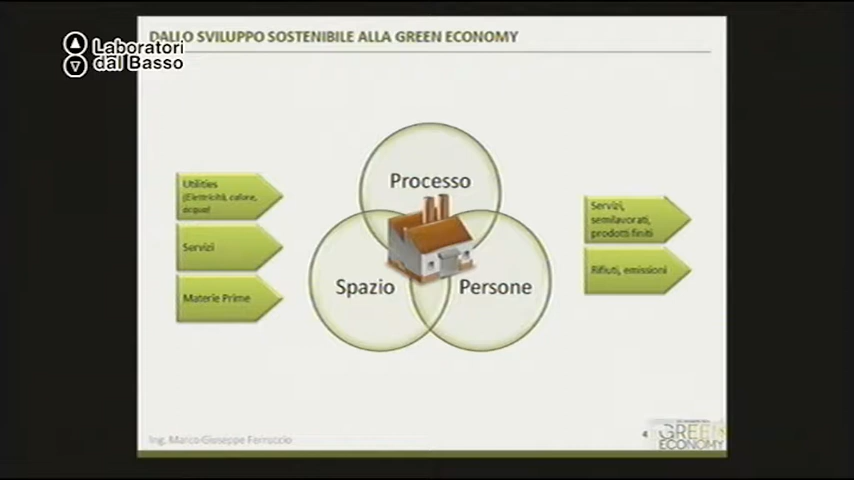 DALLO SVILUPPO SOSTENIBILE ALLA GREEN ECONOMY
Laboratori
dal Basso
Utilities
(Elettricità, calore,
acqua)
Servizi
Materie Prime
Processo
Spazio
Persone
Servizi,
semilavorati,
prodotti finiti
Rifiuti, emissioni
Ing. Marco Giuseppe Ferruccio
4
GREEN
ECONOMY